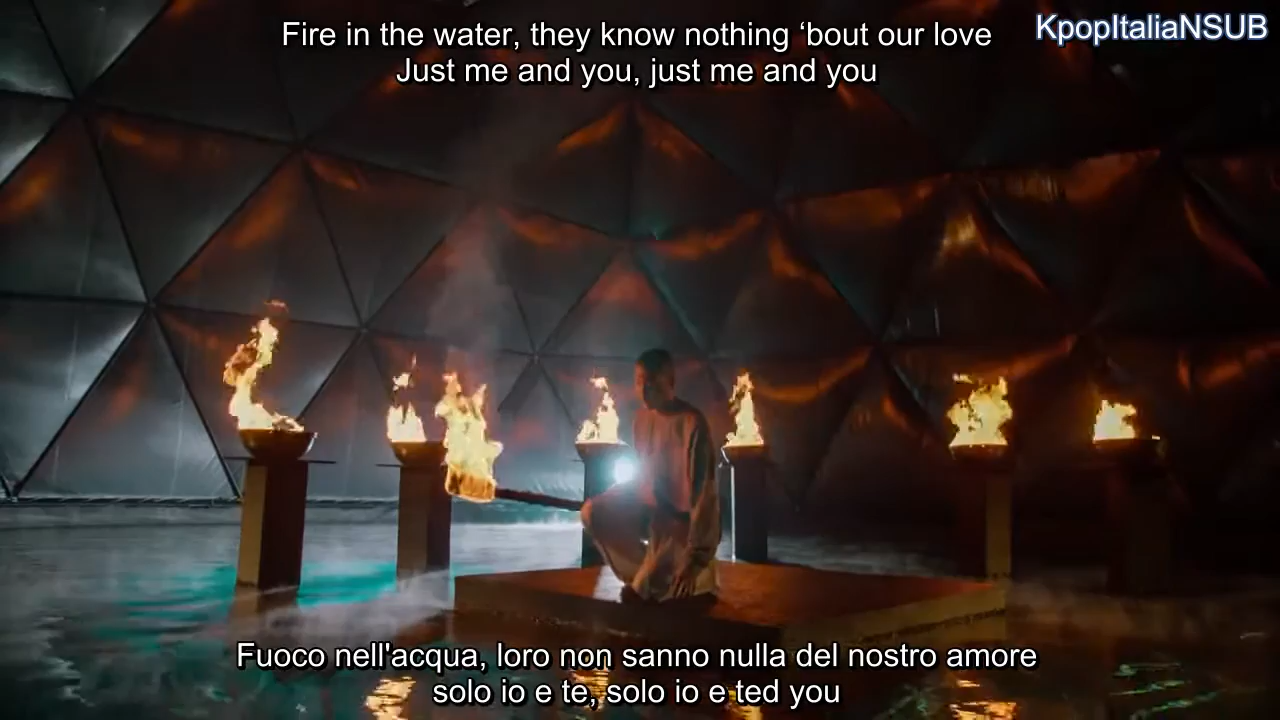 Fire in the water, they know nothing ‘bout our love
KpopItaliaNSUB
Just me and you, just me and you
Fuoco nell'acqua, loro non sanno nulla del nostro amore
solo io e te, solo io e ted you